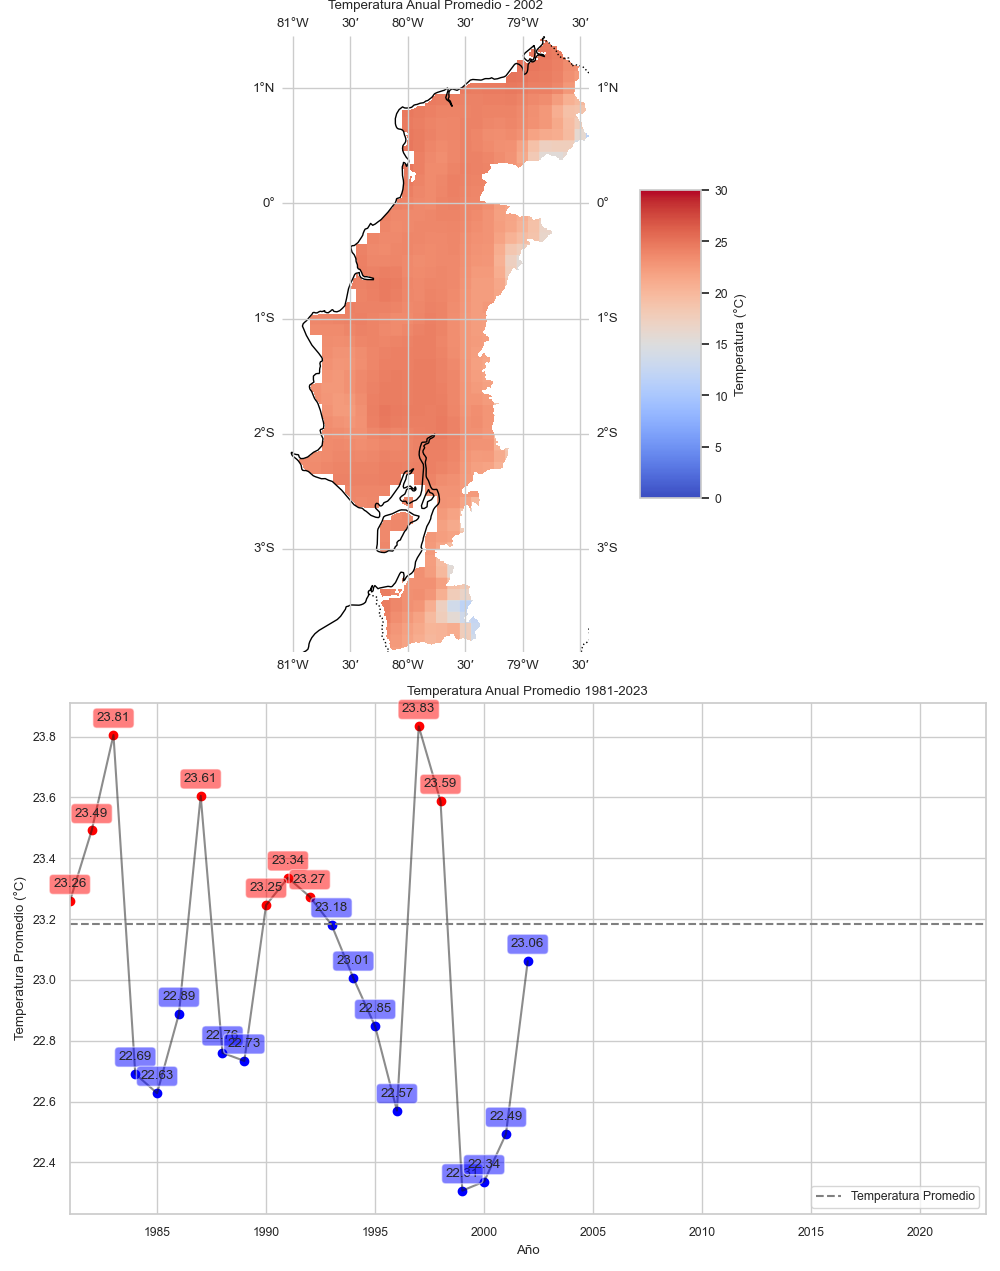 Temperatura Anual Promedio - 2002
81°W 30′ 80°W 30′ 79°W 30′
1°N 1°N
0° 0°
1°S 1°S
2°S 2°S
3°S 3°S
81°W 30′ 80°W 30′ 79°W 30′
30
25
20
15
10
5
0
Temperatura (°C)
Temperatura Anual Promedio 1981-2023
Temperatura Promedio (°C)
23.8
23.6
23.4
23.2
23.0
22.8
22.6
22.4
23.26
23.49
23.81
22.69
22.63
22.89
23.61
22.76
22.73
23.25
23.34
23.27
23.18
23.01
22.85
22.57
23.83
23.59
22.31
22.34
22.49
23.06
Temperatura Promedio
1985 1990 1995 2000 2005 2010 2015 2020
Año